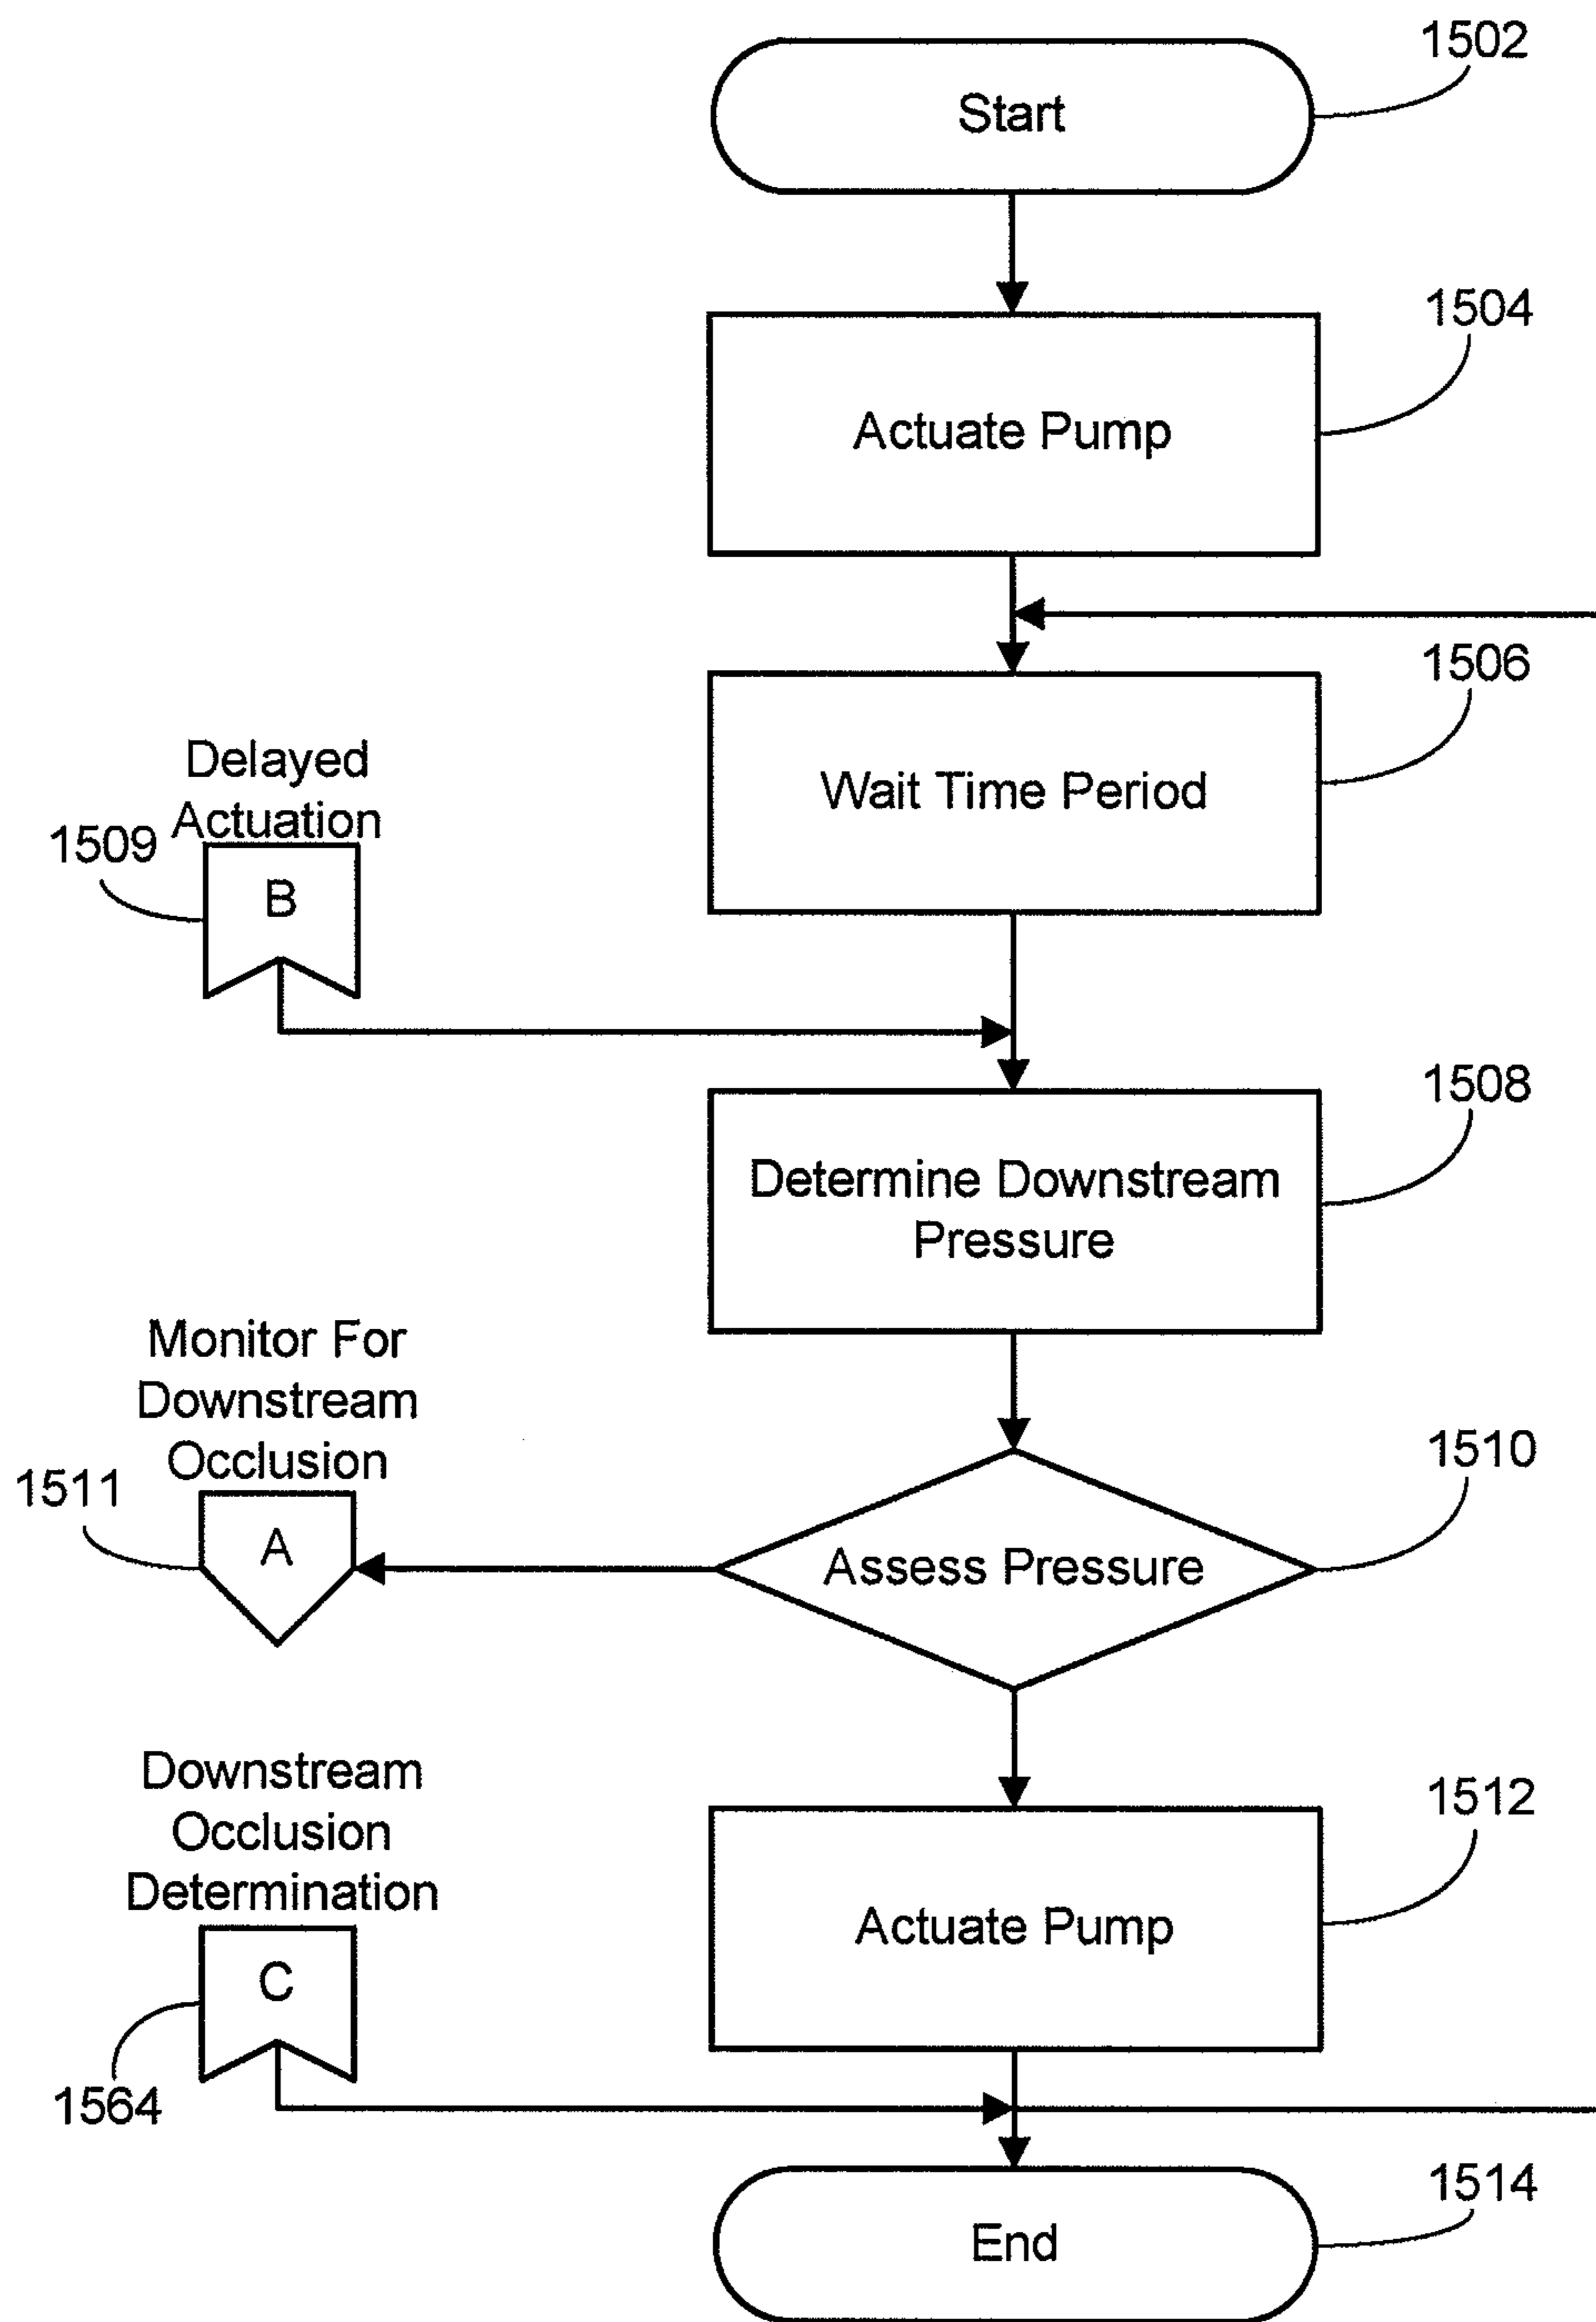 1502
Start
1504
Actuate Pump
1506
Wait Time Period
Delayed
Actuation
1509
B
1508
Determine Downstream
Pressure
Monitor For
Downstream
Occlusion
1511
A
1510
Assess Pressure
Downstream
Occlusion
Determination
1512
Actuate Pump
C
1564
1514
End